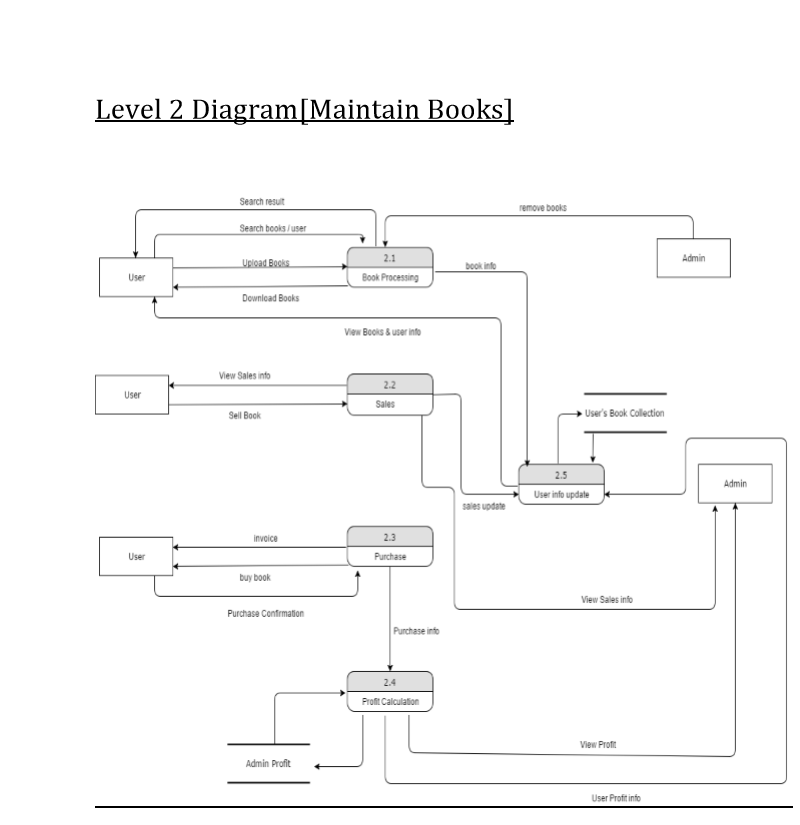 Level 2 Diagram[Maintain Books]
Search result
remove books
Search books / user
2.1
Admin
Upload Books
book info
User
Book Processing
Download Books
View Books & user info
View Sales info
2.2
User
Sales
Sell Book
User's Book Collection
2.5
Admin
User info update
sales update
invoice
2.3
User
Purchase
buy book
View Sales info
Purchase Confirmation
Purchase info
2.4
Profit Calculation
View Profit
Admin Profit
User Profit info